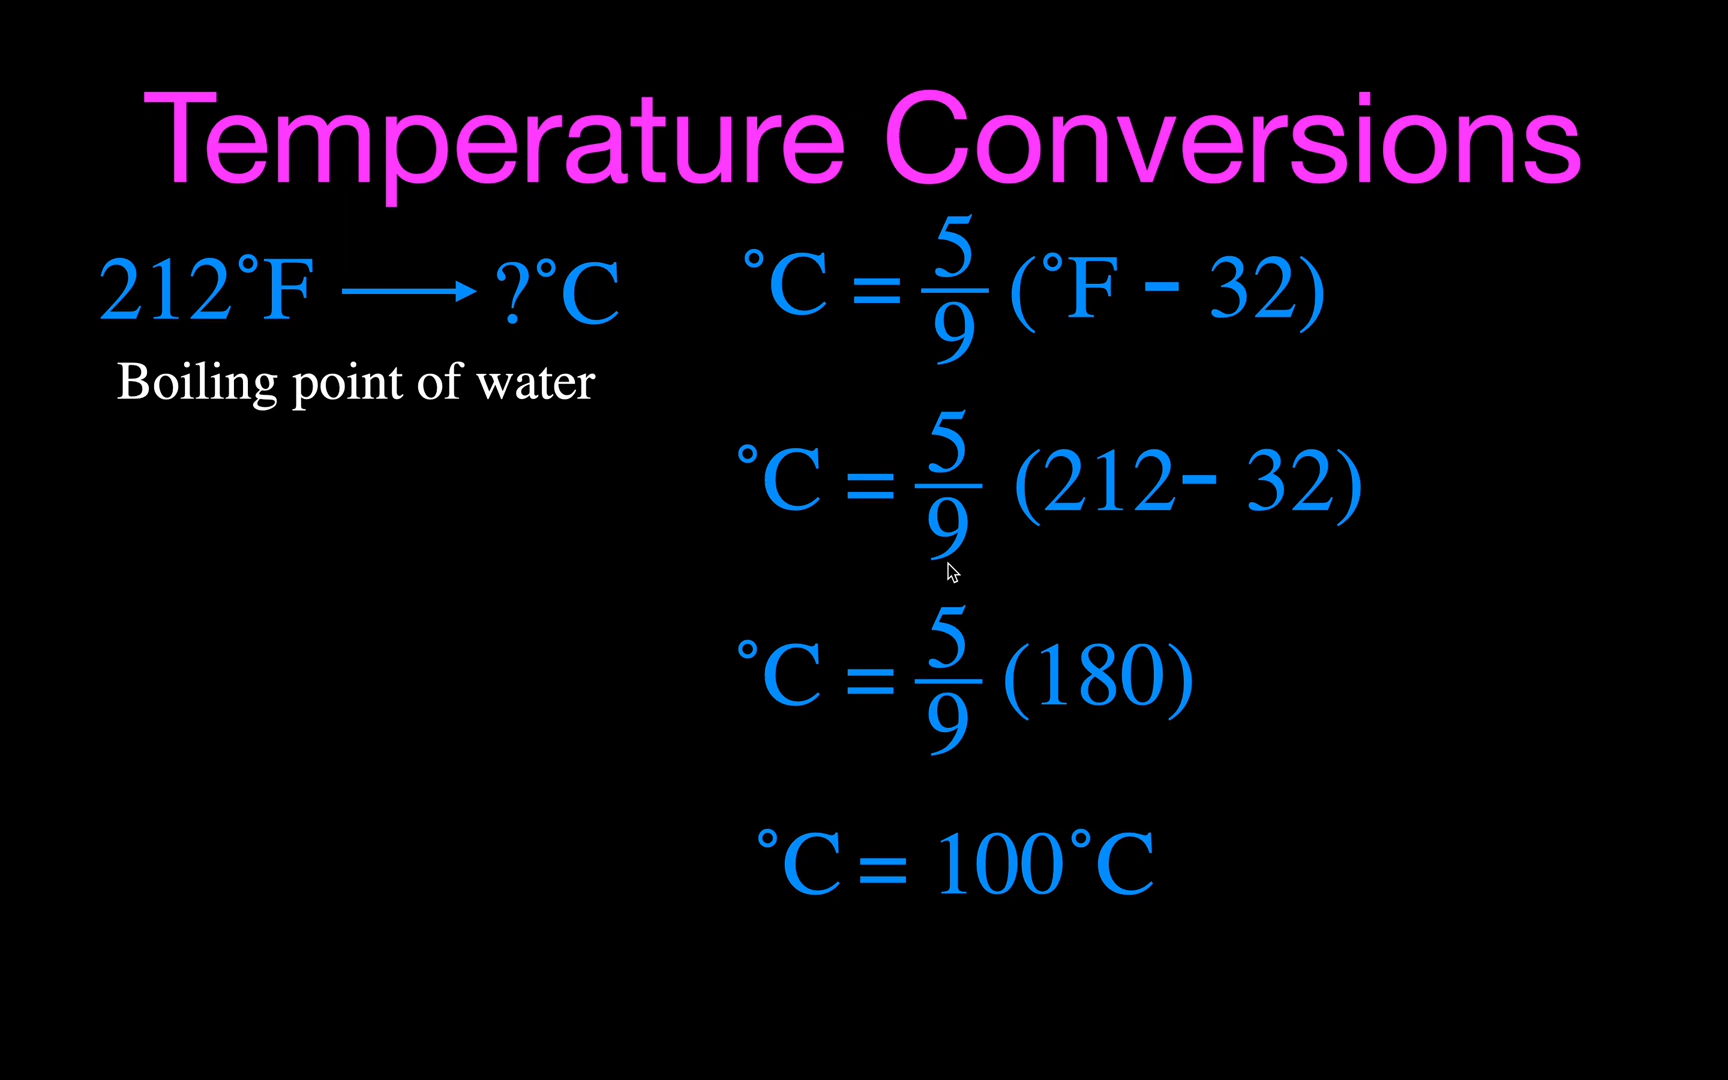 Temperature Conversions
212°F → ?°C
Boiling point of water
°C = 5/9 (°F - 32)
°C = 5/9 (212- 32)
°C = 5/9 (180)
°C = 100°C